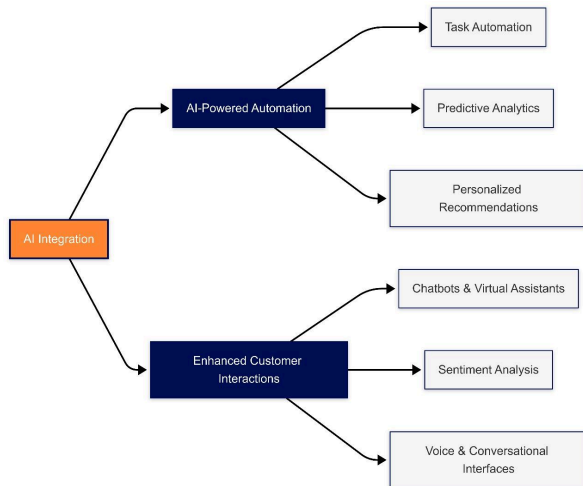 Task Automation
AI-Powered Automation
Predictive Analytics
Personalized
Recommendations
AI Integration
Chatbots & Virtual Assistants
Enhanced Customer
Interactions
Sentiment Analysis
Voice & Conversational
Interfaces